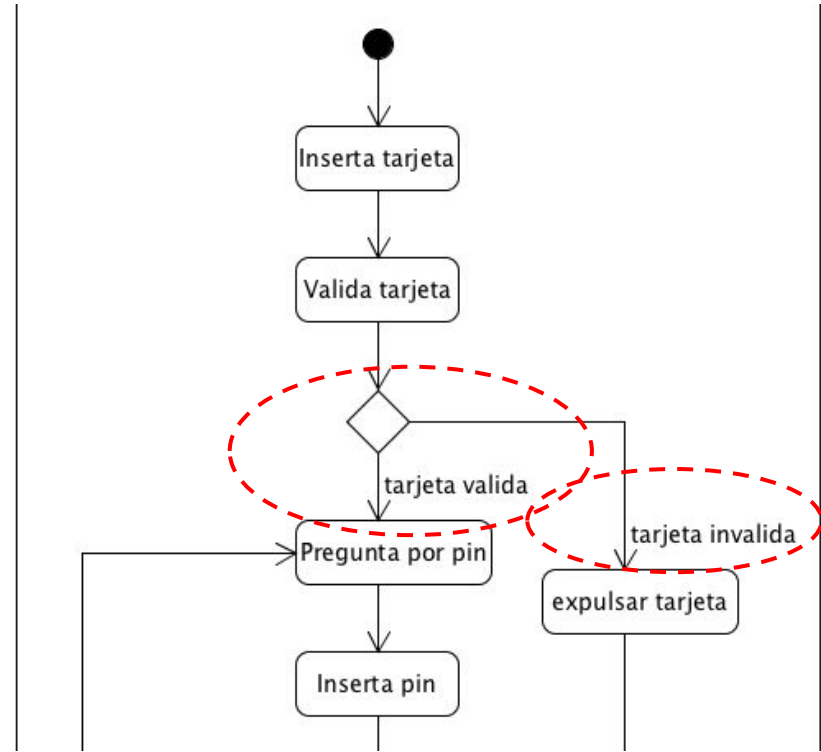 Inserta tarjeta
Valida tarjeta
tarjeta valida
tarjeta invalida
Pregunta por pin
expulsar tarjeta
Inserta pin